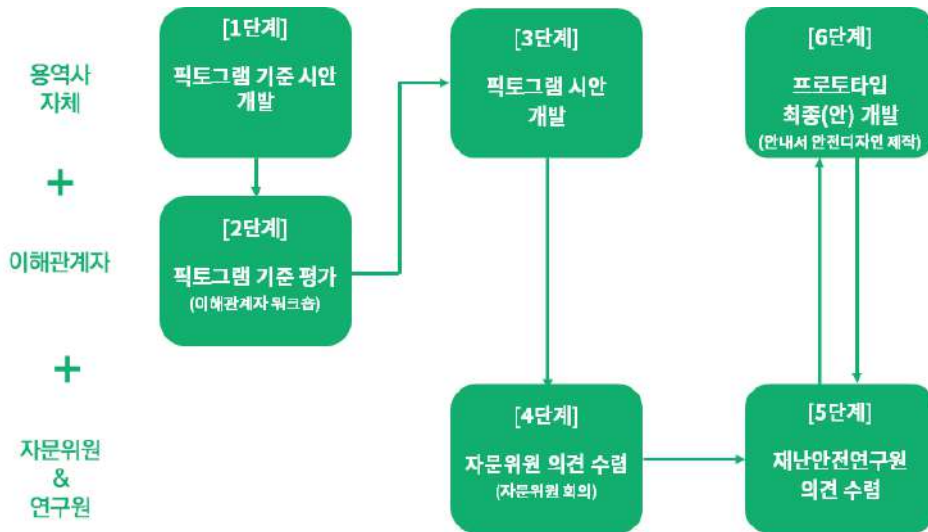 용역사
자체
+
이해관계자
+
자문위원
&
연구원
[1단계]
픽토그램 기준 시안
개발
[2단계]
픽토그램 기준 평가
(이해관계자 워크숍)
[3단계]
픽토그램 시안
개발
[4단계]
자문위원 의견 수렴
(자문위원 회의)
[5단계]
재난안전연구원
의견 수렴
[6단계]
프로토타입
최종(안) 개발
(안내서 안전디자인 제작)